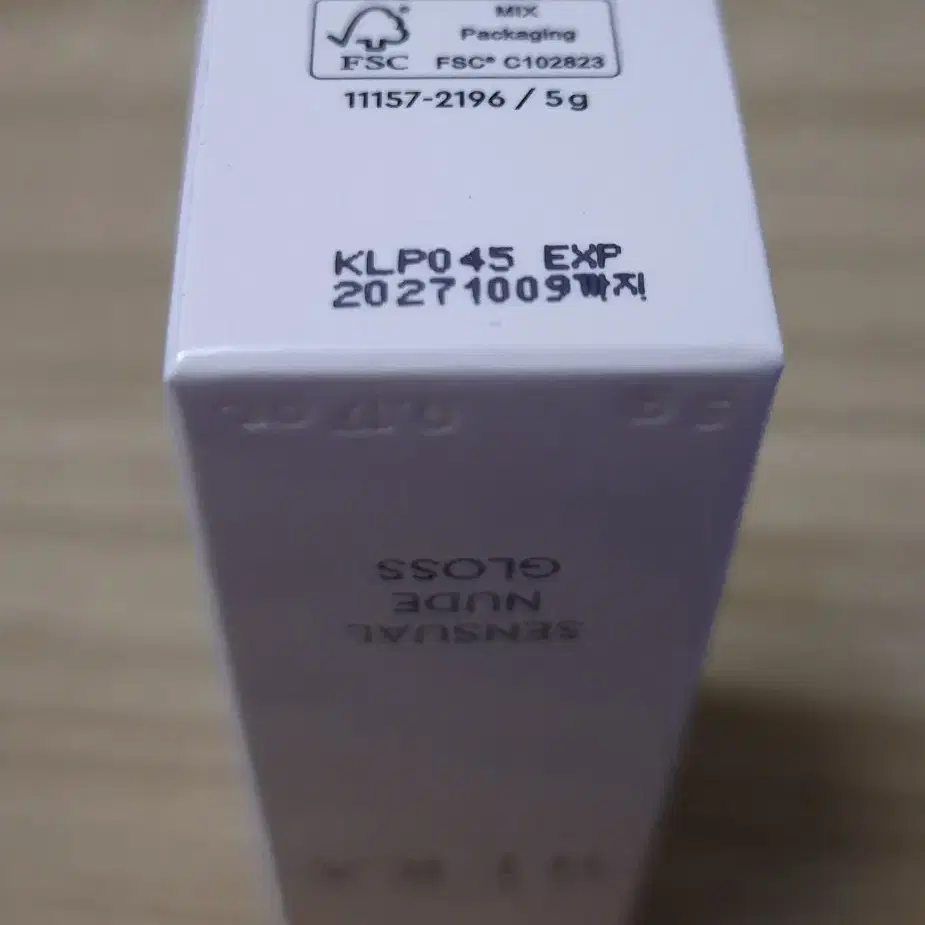 MIX
Packaging
FSC FSC® C102823
11157-2196 / 5g
KLP045 EXP
20271009까지
SENSUAL
NUDE
GLOSS